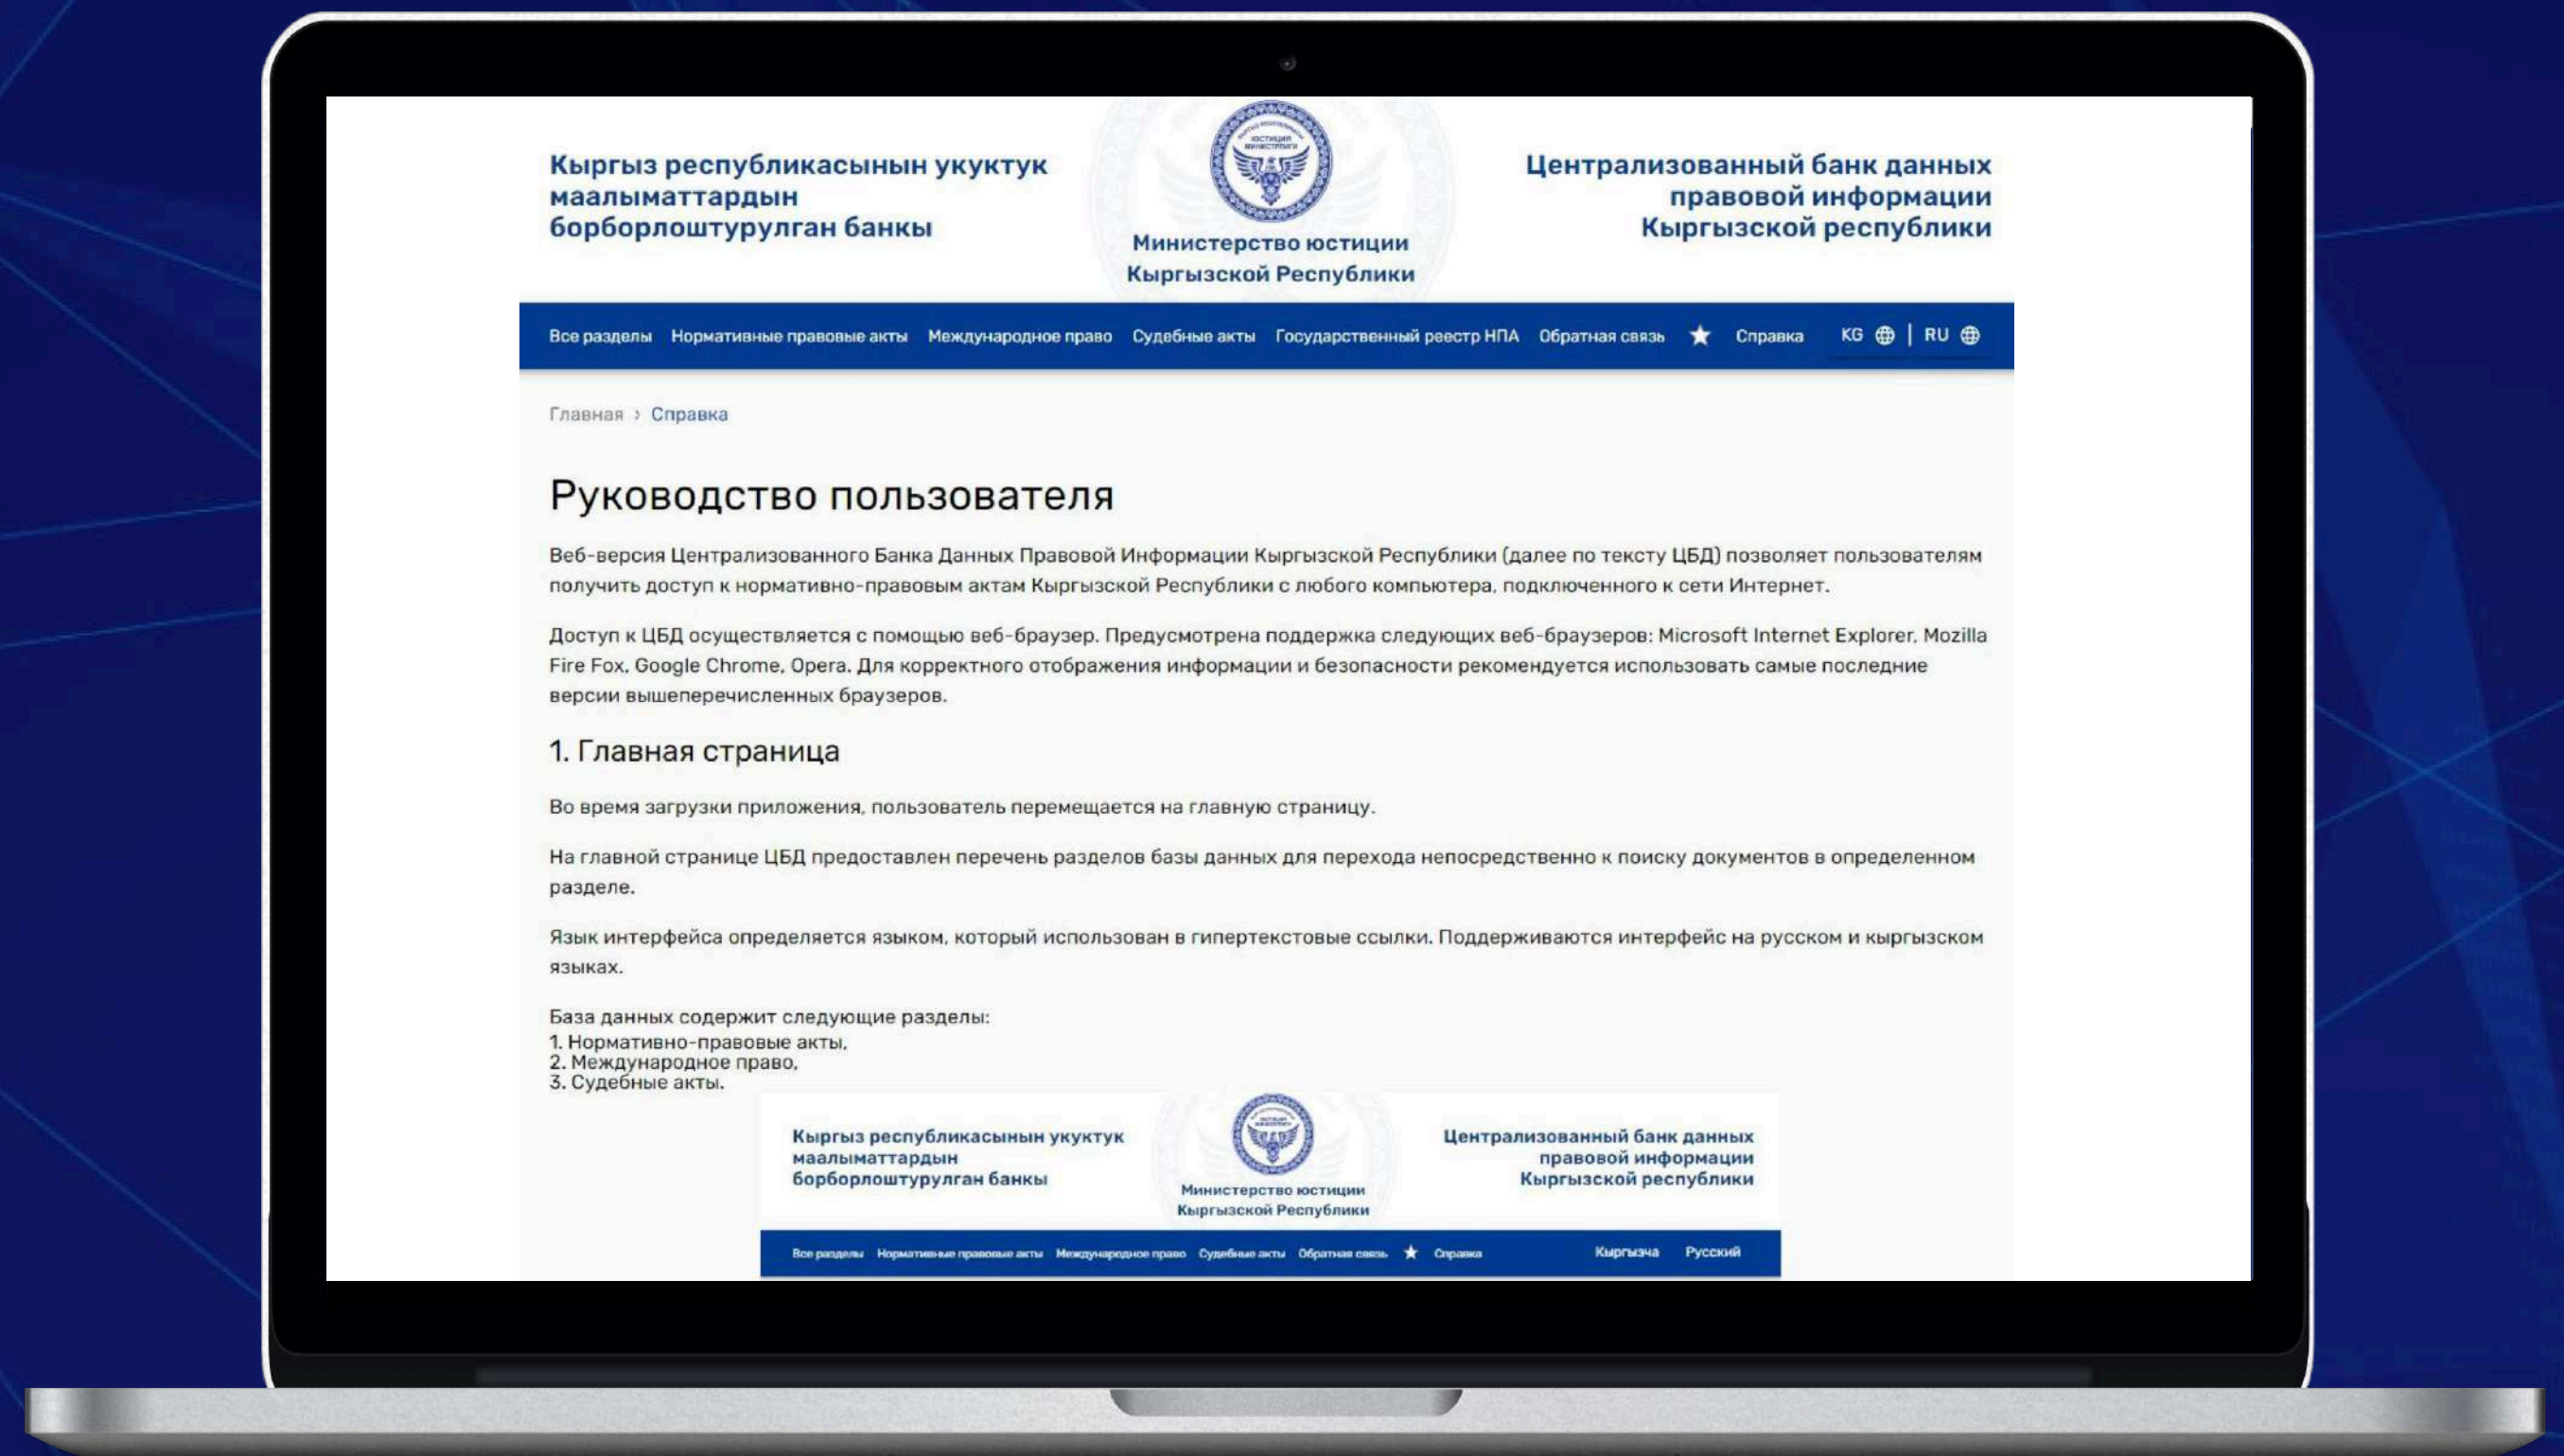 Кыргыз республикасынын укуктук
маалыматтардын
борборлоштурулган банкы
КЫРГЫЗ РЕСПУБЛИКАСЫНЫН
ЮСТИЦИЯ
МИНИСТРЛИГИ
Министерство юстиции
Кыргызской Республики
Централизованный банк данных
правовой информации
Кыргызской республики
Все разделы Нормативные правовые акты Международное право Судебные акты Государственный реестр НПА Обратная связь ★ Справка KG | RU
Главная › Справка
Руководство пользователя
Веб-версия Централизованного Банка Данных Правовой Информации Кыргызской Республики (далее по тексту ЦБД) позволяет пользователям
получить доступ к нормативно-правовым актам Кыргызской Республики с любого компьютера, подключенного к сети Интернет.
Доступ к ЦБД осуществляется с помощью веб-браузер. Предусмотрена поддержка следующих веб-браузеров: Microsoft Internet Explorer, Mozilla
Fire Fox, Google Chrome, Opera. Для корректного отображения информации и безопасности рекомендуется использовать самые последние
версии вышеперечисленных браузеров.
1. Главная страница
Во время загрузки приложения, пользователь перемещается на главную страницу.
На главной странице ЦБД предоставлен перечень разделов базы данных для перехода непосредственно к поиску документов в определенном
разделе.
Язык интерфейса определяется языком, который использован в гипертекстовые ссылки. Поддерживаются интерфейс на русском и кыргызском
языках.
База данных содержит следующие разделы:
1. Нормативно-правовые акты,
2. Международное право,
3. Судебные акты.
Кыргыз республикасынын укуктук
маалыматтардын
борборлоштурулган банкы
Министерство юстиции
Кыргызской Республики
Централизованный банк данных
правовой информации
Кыргызской республики
Все разделы Нормативные правовые акты Международное право Судебные акты Обратная связь ★ Справка Кыргызча Русский